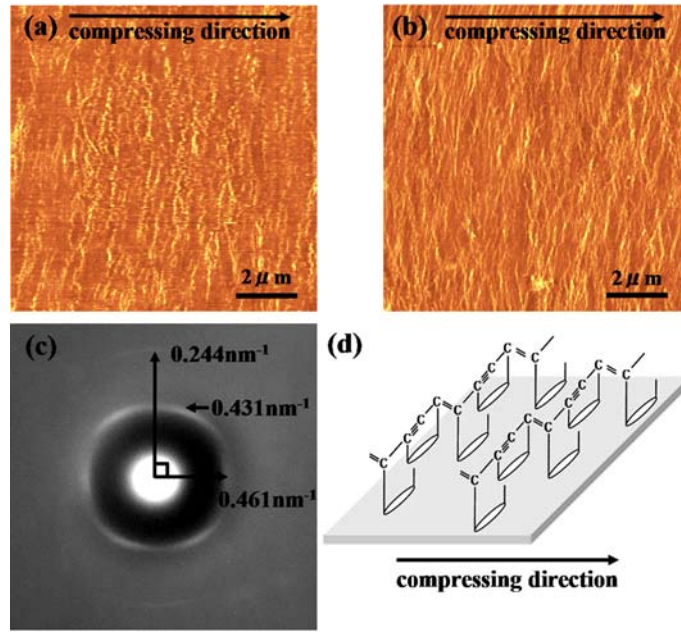 (a)
compressing direction
2 μ m
(b)
compressing direction
2 μ m
(c)
0.244nm⁻¹
0.431nm⁻¹
0.461nm⁻¹
(d)
C C C C C
C C C C C
C C C C C
C
compressing direction